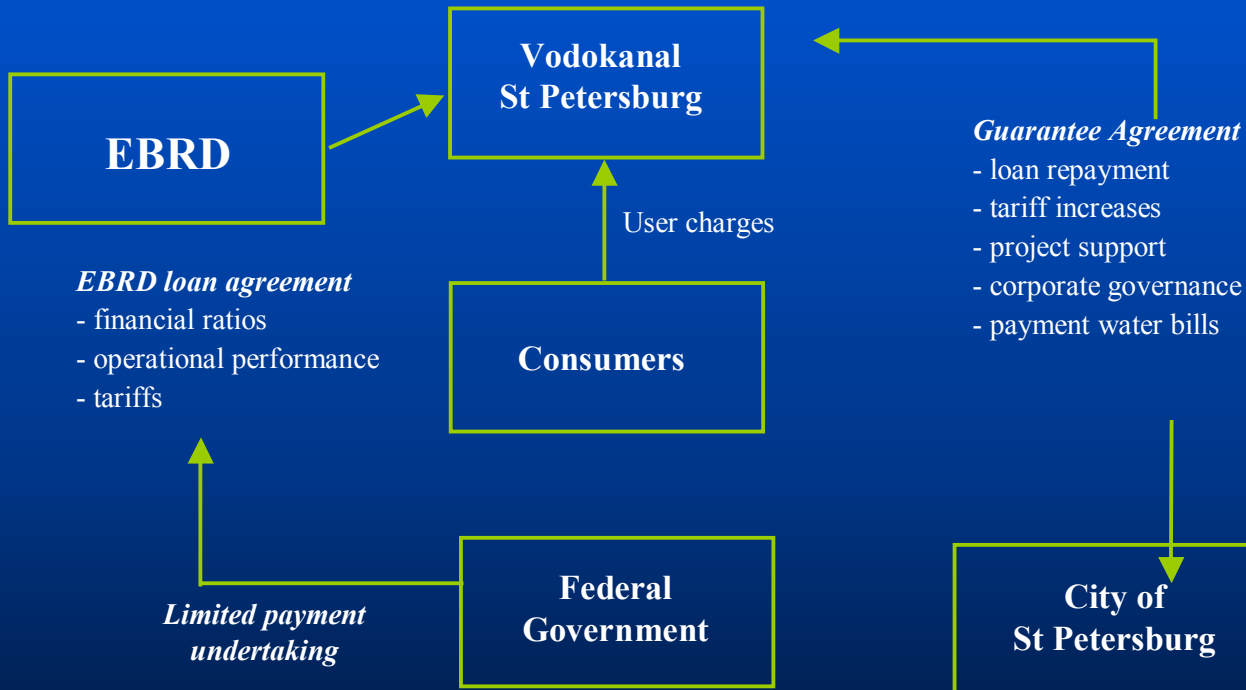 Vodokanal
St Petersburg
EBRD
Guarantee Agreement
- loan repayment
- tariff increases
- project support
- corporate governance
- payment water bills
User charges
EBRD loan agreement
- financial ratios
- operational performance
- tariffs
Consumers
Federal
Government
Limited payment
undertaking
City of
St Petersburg